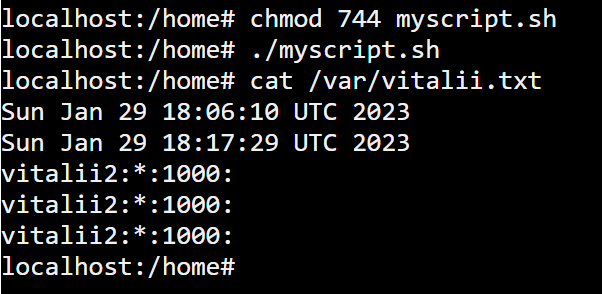 localhost:/home# chmod 744 myscript.sh
localhost:/home# ./myscript.sh
localhost:/home# cat /var/vitalii.txt
Sun Jan 29 18:06:10 UTC 2023
Sun Jan 29 18:17:29 UTC 2023
vitalii2:*:1000:
vitalii2:*:1000:
vitalii2:*:1000:
localhost:/home#